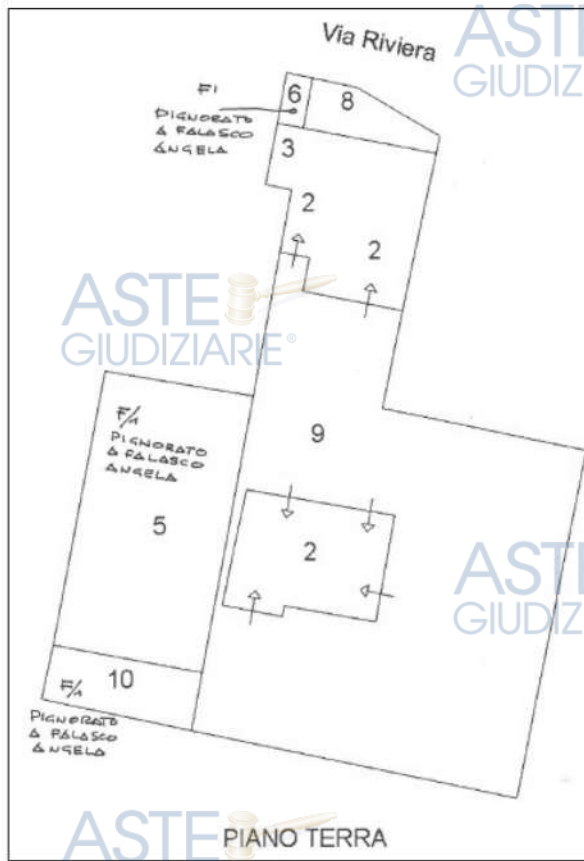 Via Riviera
ASTE
GIUDIZ
F1
PIGNORATO
A FALASCO
ANGELA
6
8
3
2
2
ASTE
GIUDIZIARIE®
F/1
PIGNORATO
A FALASCO
ANGELA
9
5
2
ASTE
GIUDIZ
F/1
10
PIGNORATO
A FALASCO
ANGELA
ASTE
PIANO TERRA